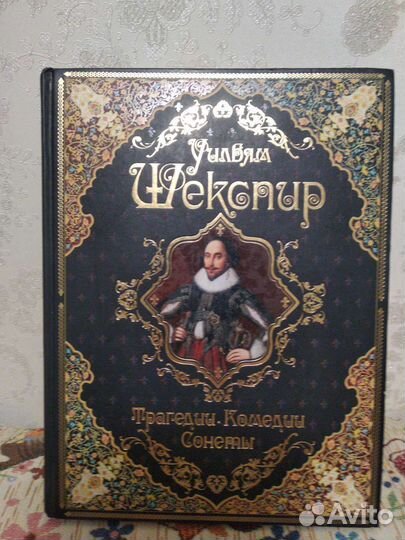 Уильям
Шекспир
Трагедии · Комедии
Сонеты
Avito